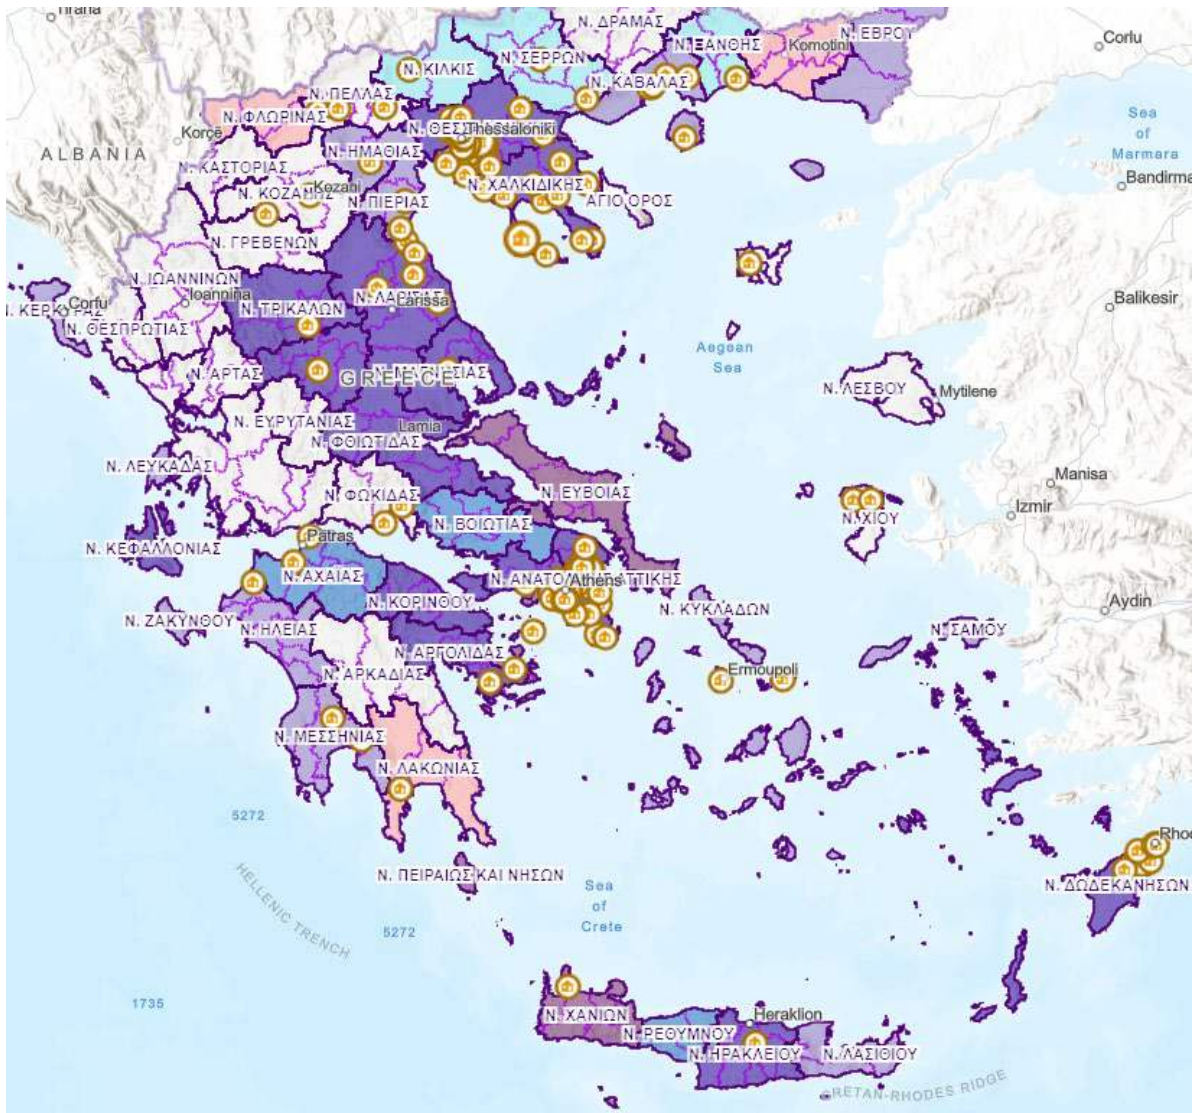 Tirana
Ν. ΔΡΑΜΑΣ
Ν. ΞΑΝΘΗΣ
Ν. ΕΒΡΟΥ
Komotini
Corlu
Ν. ΣΕΡΡΩΝ
Ν. ΚΙΛΚΙΣ
Ν. ΚΑΒΑΛΑΣ
Ν. ΠΕΛΛΑΣ
Ν. ΦΛΩΡΙΝΑΣ
Sea
of
Marmara
Korçë
Thessaloniki
ALBANIA
Ν. ΗΜΑΘΙΑΣ
Ν. ΚΑΣΤΟΡΙΑΣ
Bandirma
Kozani
Ν. ΧΑΛΚΙΔΙΚΗΣ
Ν. ΚΟΖΑΝΗΣ
Ν. ΠΙΕΡΙΑΣ
ΑΓΙΟ ΟΡΟΣ
Ν. ΓΡΕΒΕΝΩΝ
Ν. ΙΩΑΝΝΙΝΩΝ
Ioannina
Corfu
Ν. ΚΕΡΚΥΡΑΣ
Ν. ΤΡΙΚΑΛΩΝ
Larissa
Balikesir
Ν. ΘΕΣΠΡΩΤΙΑΣ
Aegean
Sea
Ν. ΑΡΤΑΣ
GREECE
Ν. ΛΕΣΒΟΥ
Mytilene
Ν. ΕΥΡΥΤΑΝΙΑΣ
Lamia
Ν. ΦΘΙΩΤΙΔΑΣ
Ν. ΛΕΥΚΑΔΑΣ
Manisa
Ν. ΦΩΚΙΔΑΣ
Ν. ΕΥΒΟΙΑΣ
Izmir
Ν. ΧΙΟΥ
Ν. ΒΟΙΩΤΙΑΣ
Patras
Ν. ΚΕΦΑΛΛΟΝΙΑΣ
Ν. ΑΧΑΙΑΣ
Athens
Ν. ΚΟΡΙΝΘΟΥ
Aydin
Ν. ΚΥΚΛΑΔΩΝ
Ν. ΖΑΚΥΝΘΟΥ
Ν. ΗΛΕΙΑΣ
Ν. ΣΑΜΟΥ
Ν. ΑΡΓΟΛΙΔΑΣ
Ν. ΑΡΚΑΔΙΑΣ
Ermoupoli
Ν. ΜΕΣΣΗΝΙΑΣ
Ν. ΛΑΚΩΝΙΑΣ
5272
Ν. ΠΕΙΡΑΙΩΣ ΚΑΙ ΝΗΣΩΝ
HELLENIC TRENCH
Sea
of
Crete
Ν. ΔΩΔΕΚΑΝΗΣΩΝ
5272
1735
Ν. ΧΑΝΙΩΝ
Heraklion
Ν. ΡΕΘΥΜΝΟΥ
Ν. ΗΡΑΚΛΕΙΟΥ
Ν. ΛΑΣΙΘΙΟΥ
CRETAN-RHODES RIDGE